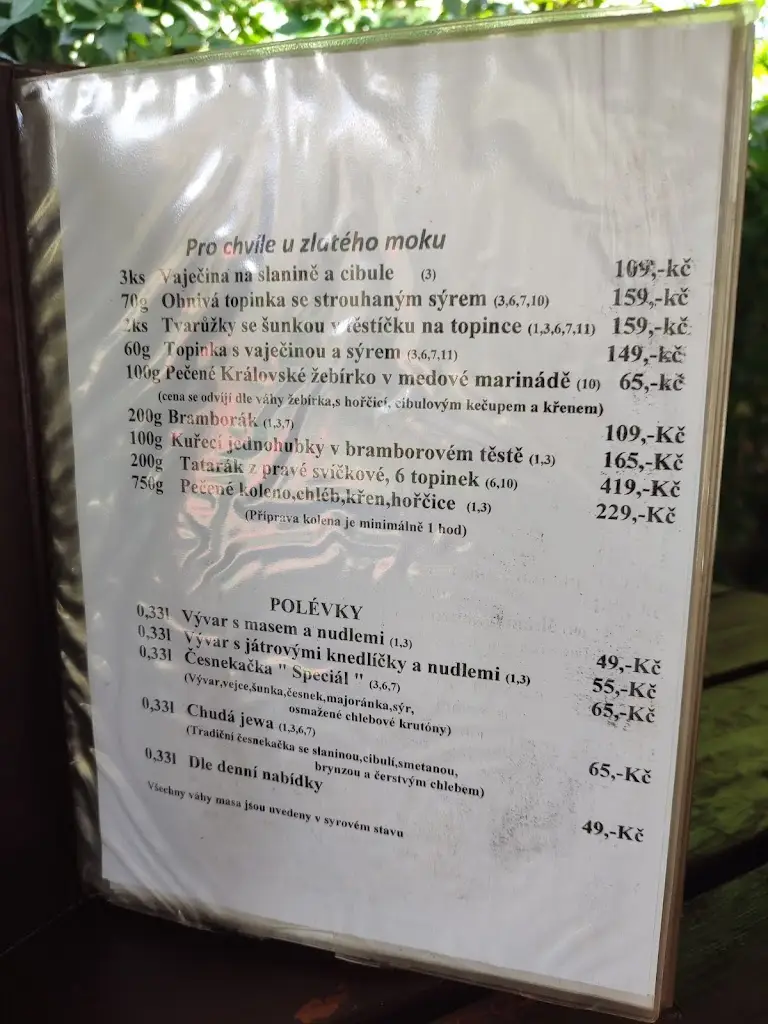 Pro chvíle u zlatého moku
3ks Vaječina na slanině a cibule (3) 109,-kč
70g Ohnivá topinka se strouhaným sýrem (3,6,7,10) 159,-kč
2ks Tvarůžky se šunkou v těstíčku na topince (1,3,6,7,11) 159,-kč
60g Topinka s vaječinou a sýrem (3,6,7,11) 149,-kč
100g Pečené Královské žebírko v medové marinádě (10) 65,-kč
(cena se odvíjí dle váhy žebírka,s hořčicí, cibulovým kečupem a křenem)
200g Bramborák (1,3,7) 109,-Kč
100g Kuřecí jednohubky v bramborovém těstě (1,3) 165,-Kč
200g Tatarák z pravé svíčkové, 6 topinek (6,10) 419,-Kč
750g Pečené koleno,chléb,křen,hořčice (1,3) 229,-Kč
(Příprava kolena je minimálně 1 hod)
POLÉVKY
0,33l Vývar s masem a nudlemi (1,3) 49,-Kč
0,33l Vývar s játrovými knedlíčky a nudlemi (1,3) 55,-Kč
0,33l Česnekačka " Speciál " (3,6,7) 65,-Kč
(Vývar,vejce,šunka,česnek,majoránka,sýr,
osmažené chlebové krutóny)
0,33l Chudá jewa (1,3,6,7) 65,-Kč
(Tradiční česnekačka se slaninou,cibulí,smetanou,
brynzou a čerstvým chlebem)
0,33l Dle denní nabídky 49,-Kč
Všechny váhy masa jsou uvedeny v syrovém stavu